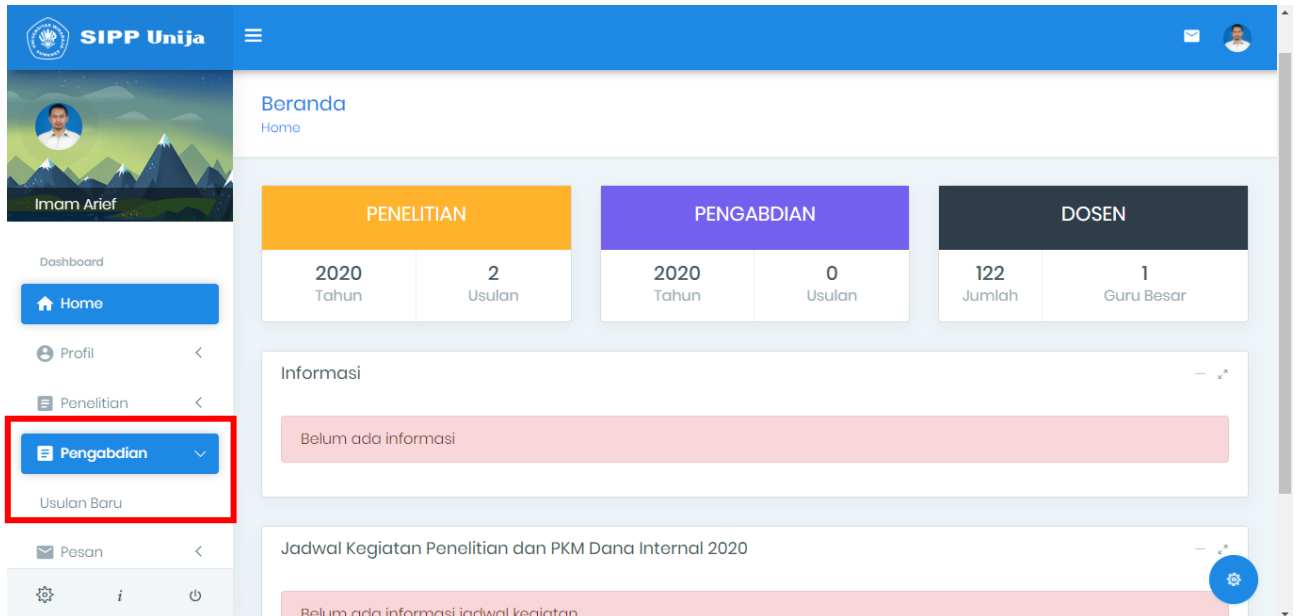 SIPP Unija
Imam Arief
Dashboard
Home
Profil
Penelitian
Pengabdian
Usulan Baru
Pesan
i
Beranda
Home
PENELITIAN
2020
Tahun
2
Usulan
PENGABDIAN
2020
Tahun
0
Usulan
DOSEN
122
Jumlah
1
Guru Besar
Informasi
Belum ada informasi
Jadwal Kegiatan Penelitian dan PKM Dana Internal 2020
Belum ada informasi jadwal kegiatan